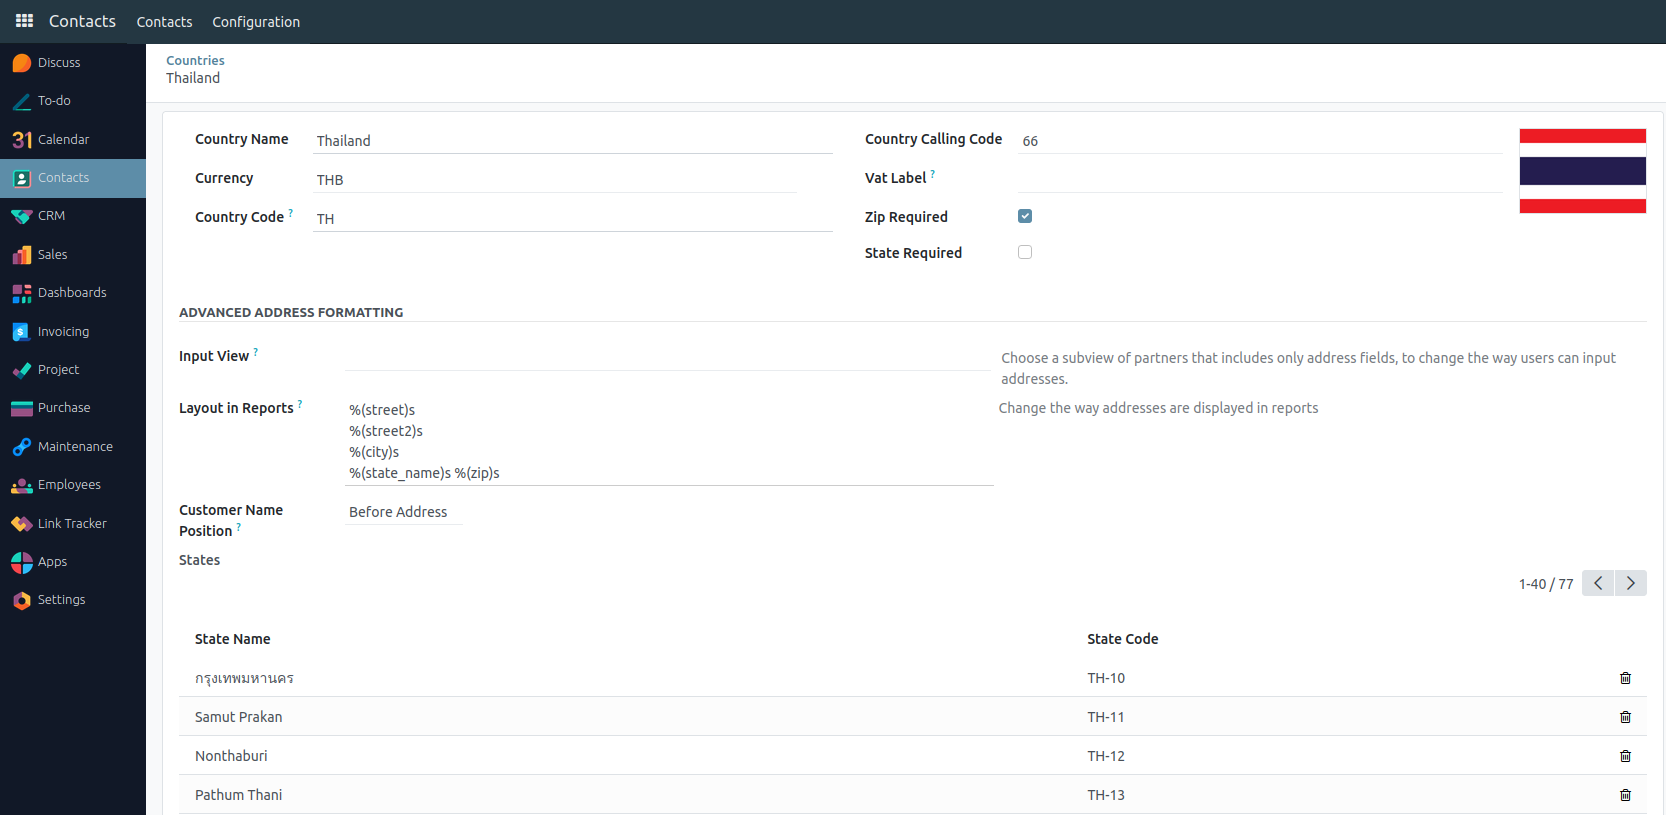 Contacts Contacts Configuration
Discuss
To-do
31 Calendar
Contacts
CRM
Sales
Dashboards
Invoicing
Project
Purchase
Maintenance
Employees
Link Tracker
Apps
Settings
Countries
Thailand
Country Name Thailand
Currency THB
Country Code ? TH
Country Calling Code 66
Vat Label ?
Zip Required
State Required
ADVANCED ADDRESS FORMATTING
Input View ?
Choose a subview of partners that includes only address fields, to change the way users can input
addresses.
Layout in Reports ?
%(street)s
%(street2)s
%(city)s
%(state_name)s %(zip)s
Change the way addresses are displayed in reports
Customer Name
Position ?
Before Address
States
1-40 / 77
State Name State Code
กรุงเทพมหานคร TH-10
Samut Prakan TH-11
Nonthaburi TH-12
Pathum Thani TH-13